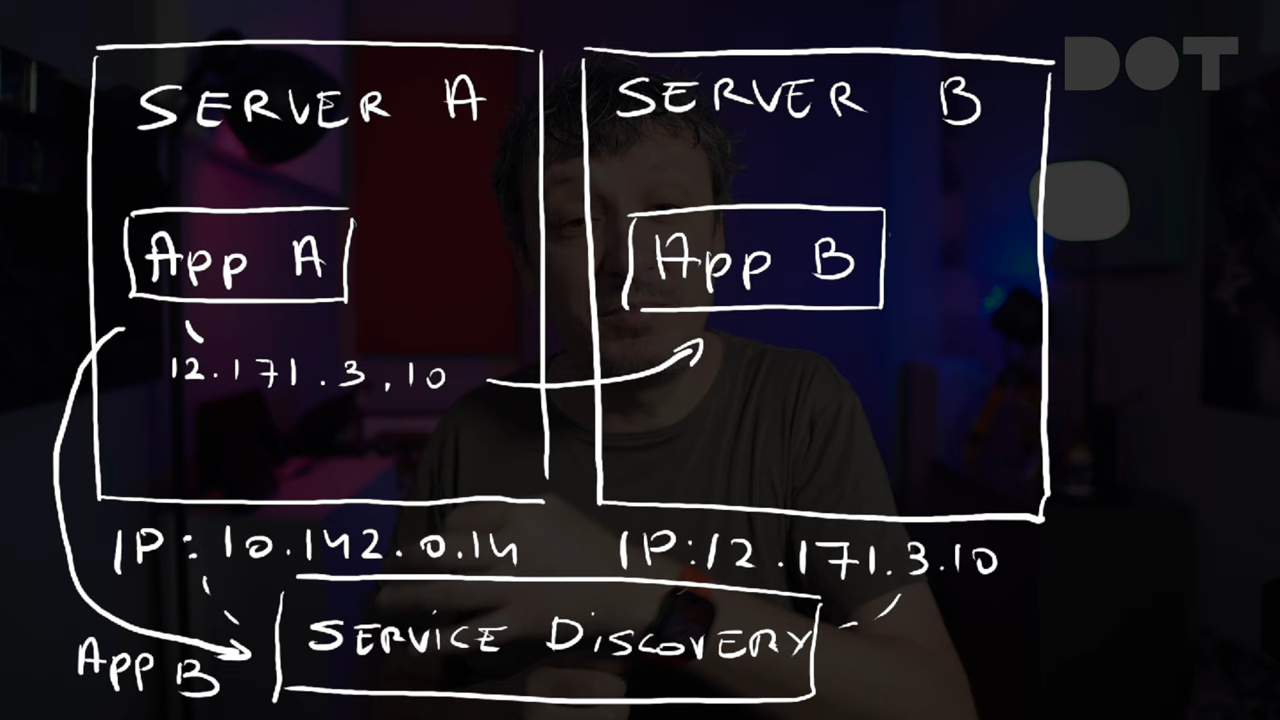 DOT
SERVER A
SERVER B
App A
App B
12.171.3.10
IP: 10.142.0.14
IP: 12.171.3.10
SERVICE DISCOVERY
App B